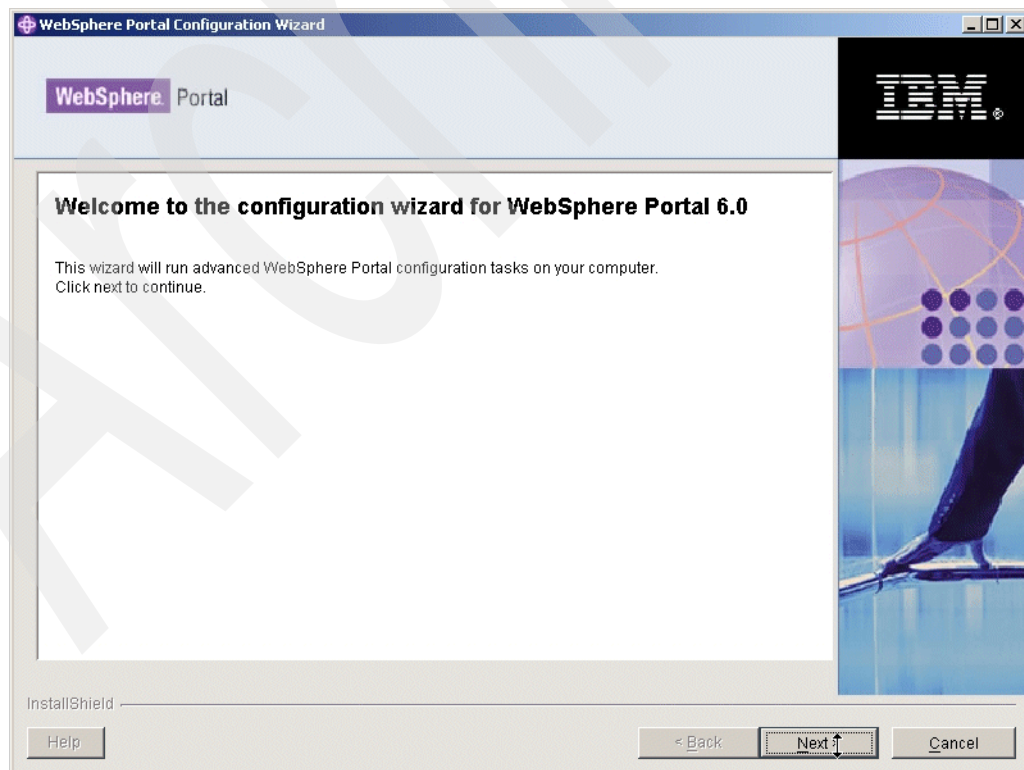 WebSphere Portal Configuration Wizard
WebSphere Portal
IBM
Welcome to the configuration wizard for WebSphere Portal 6.0
This wizard will run advanced WebSphere Portal configuration tasks on your computer.
Click next to continue.
InstallShield
Help
< Back
Next >
Cancel